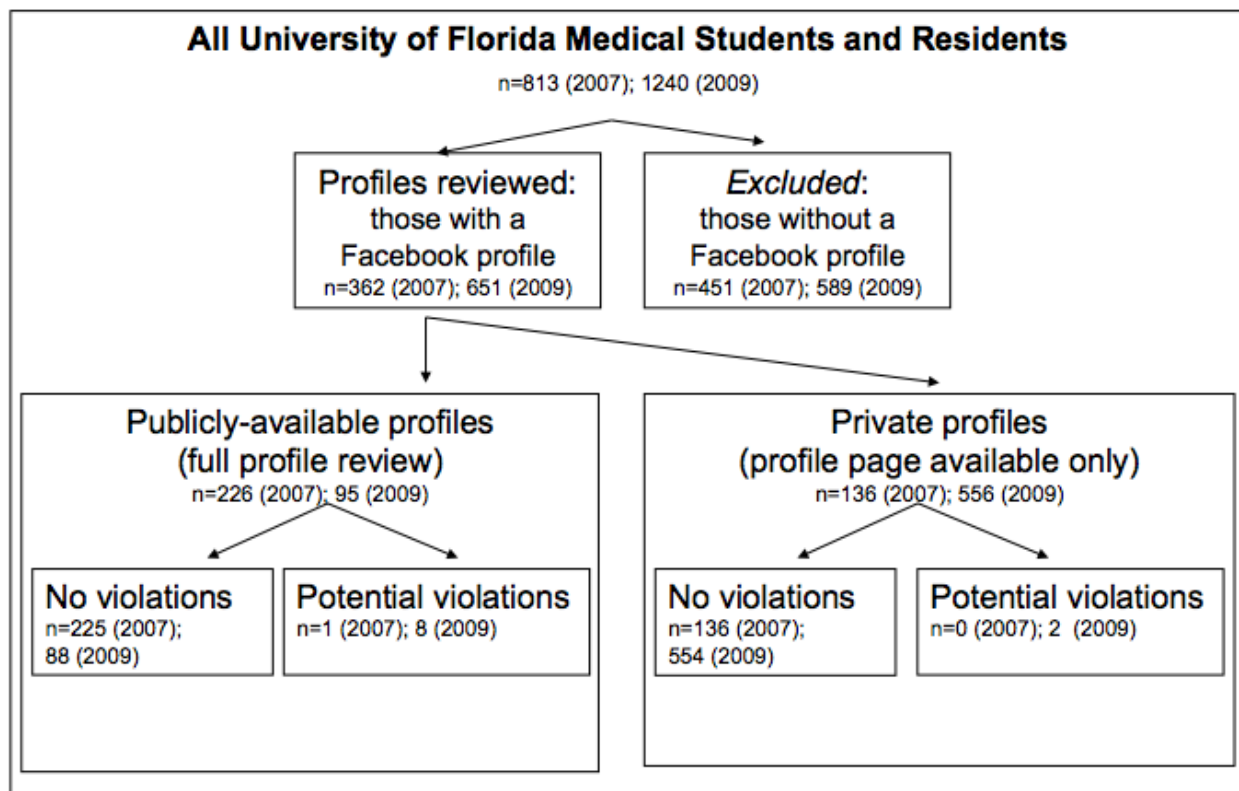 All University of Florida Medical Students and Residents
n=813 (2007); 1240 (2009)
Profiles reviewed:
those with a
Facebook profile
n=362 (2007); 651 (2009)
Excluded:
those without a
Facebook profile
n=451 (2007); 589 (2009)
Publicly-available profiles
(full profile review)
n=226 (2007); 95 (2009)
No violations
n=225 (2007);
88 (2009)
Potential violations
n=1 (2007); 8 (2009)
Private profiles
(profile page available only)
n=136 (2007); 556 (2009)
No violations
n=136 (2007);
554 (2009)
Potential violations
n=0 (2007); 2 (2009)